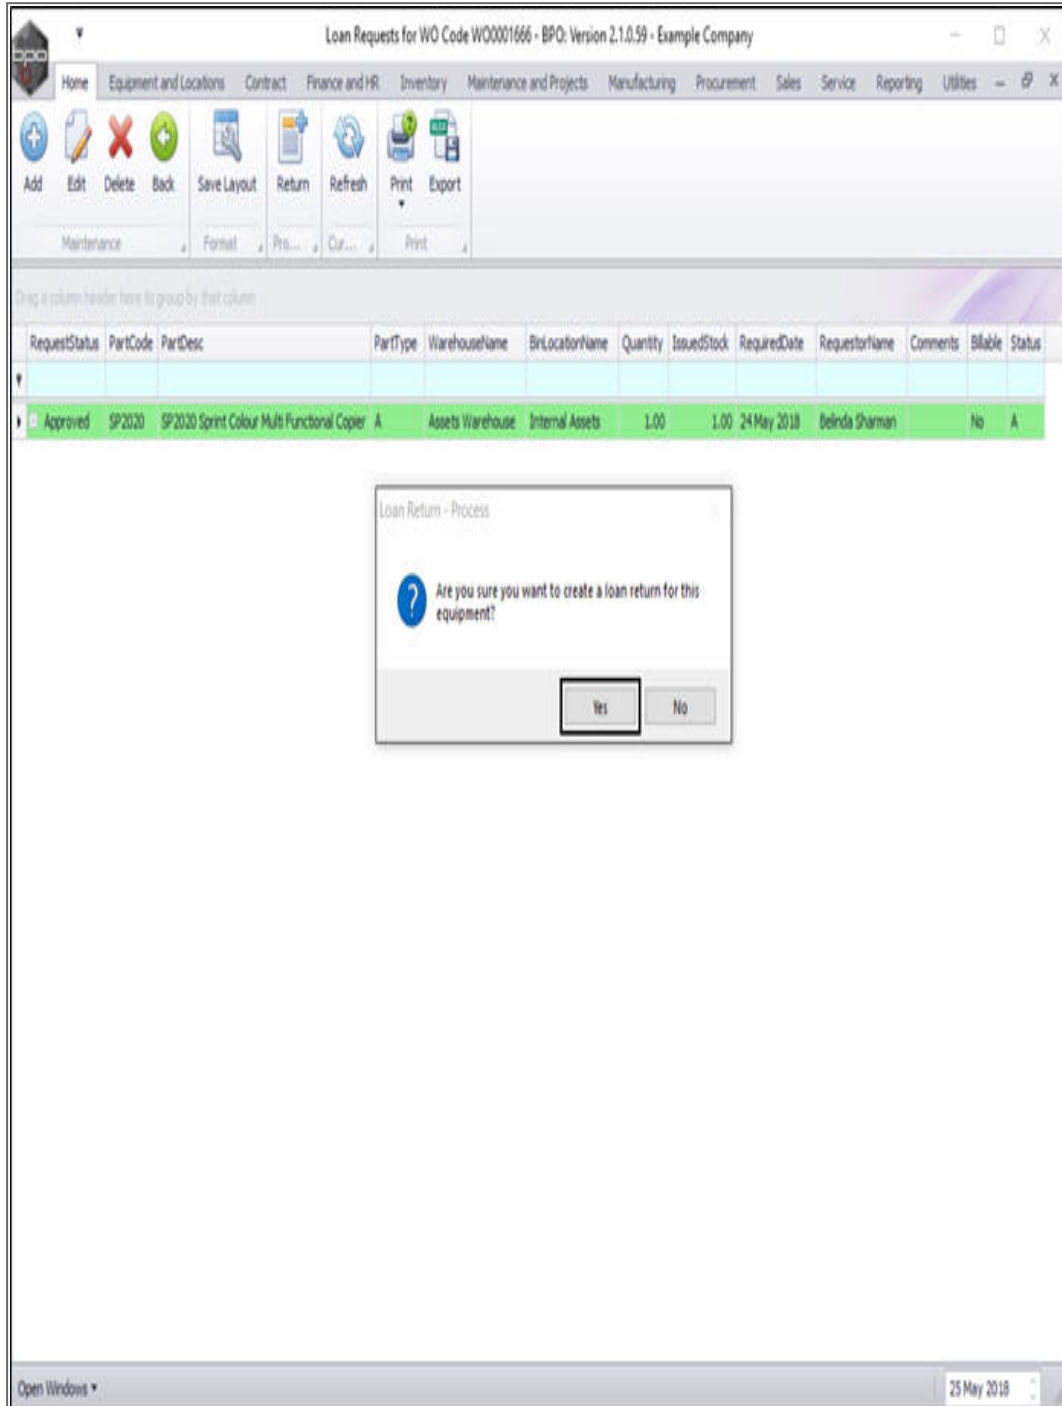 Loan Requests for WO Code WO0001666 - BPO: Version 2.1.0.59 - Example Company
bpo
Home Equipment and Locations Contract Finance and HR Inventory Maintenance and Projects Manufacturing Procurement Sales Service Reporting Utilities
Add Edit Delete Back Save Layout Return Refresh Print Export
Maintenance Format Pro... Cur... Print
Drag a column header here to group by that column
RequestStatus PartCode PartDesc PartType WarehouseName BinLocationName Quantity IssuedStock RequiredDate RequestorName Comments Billable Status
Approved SP2020 SP2020 Sprint Colour Multi Functional Copier A Assets Warehouse Internal Assets 1.00 1.00 24 May 2018 Belinda Sharman No A
Loan Return - Process
Are you sure you want to create a loan return for this
equipment?
Yes No
Open Windows 25 May 2018